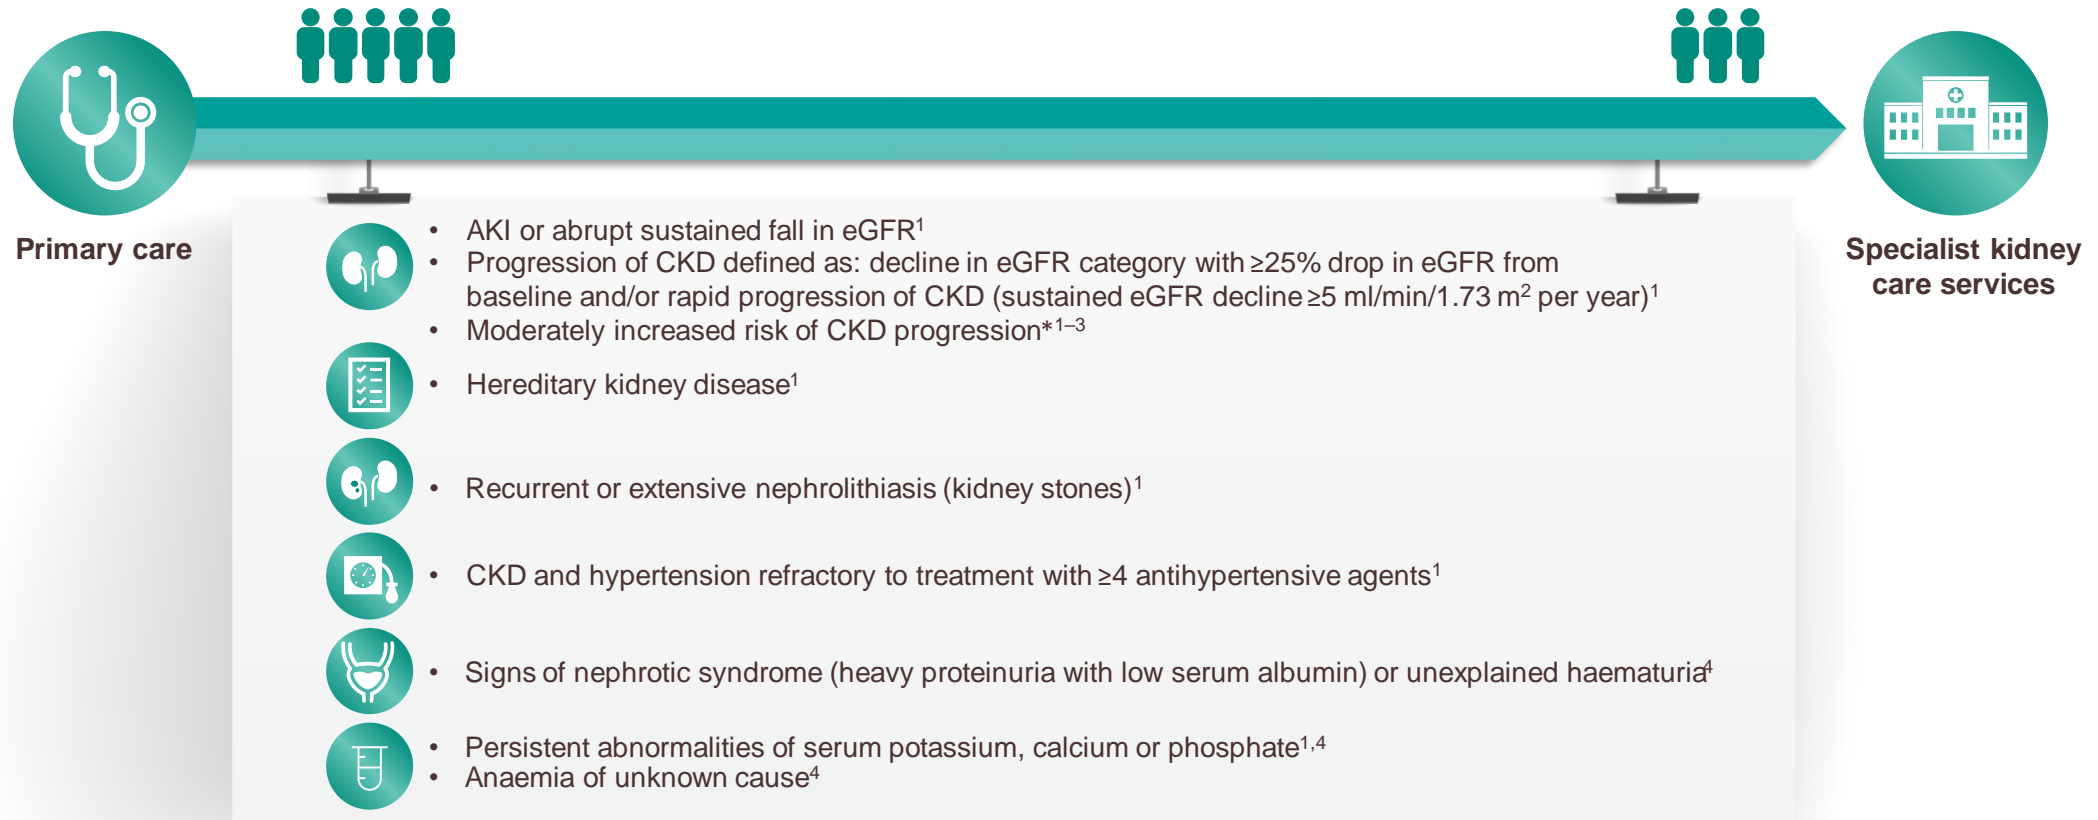 Primary care
Specialist kidney
care services
• AKI or abrupt sustained fall in eGFR¹
• Progression of CKD defined as: decline in eGFR category with ≥25% drop in eGFR from
baseline and/or rapid progression of CKD (sustained eGFR decline ≥5 ml/min/1.73 m² per year)¹
• Moderately increased risk of CKD progression*¹⁻³
• Hereditary kidney disease¹
• Recurrent or extensive nephrolithiasis (kidney stones)¹
• CKD and hypertension refractory to treatment with ≥4 antihypertensive agents¹
• Signs of nephrotic syndrome (heavy proteinuria with low serum albumin) or unexplained haematuria⁴
• Persistent abnormalities of serum potassium, calcium or phosphate¹,⁴
• Anaemia of unknown cause⁴